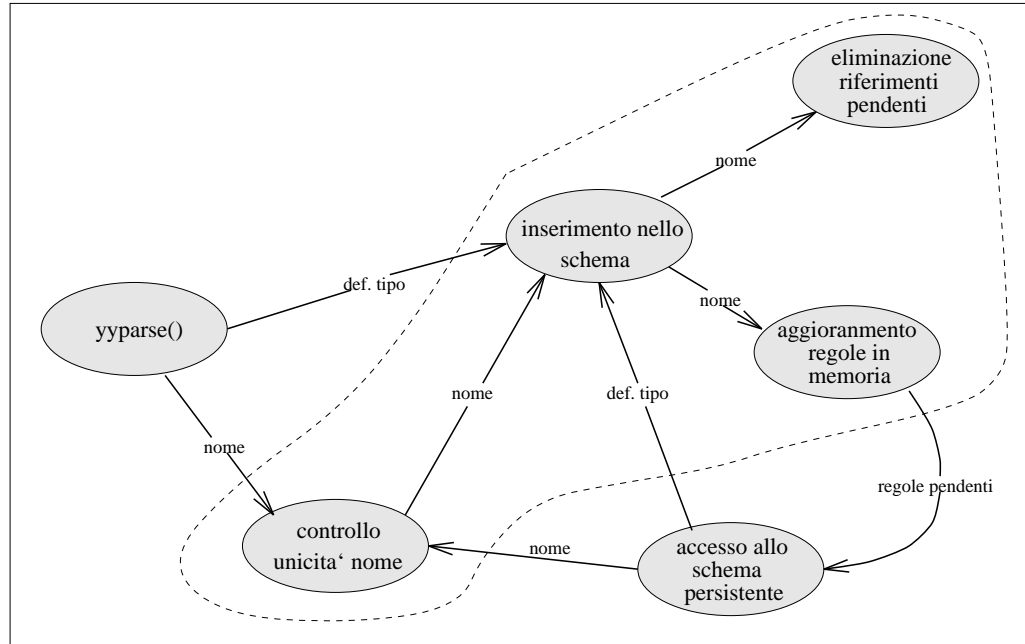 eliminazione
riferimenti
pendenti
nome
inserimento nello
schema
def. tipo
nome
yyparse()
aggioranmento
regole in
memoria
nome
def. tipo
nome
regole pendenti
controllo
unicita‘ nome
nome
accesso allo
schema
persistente